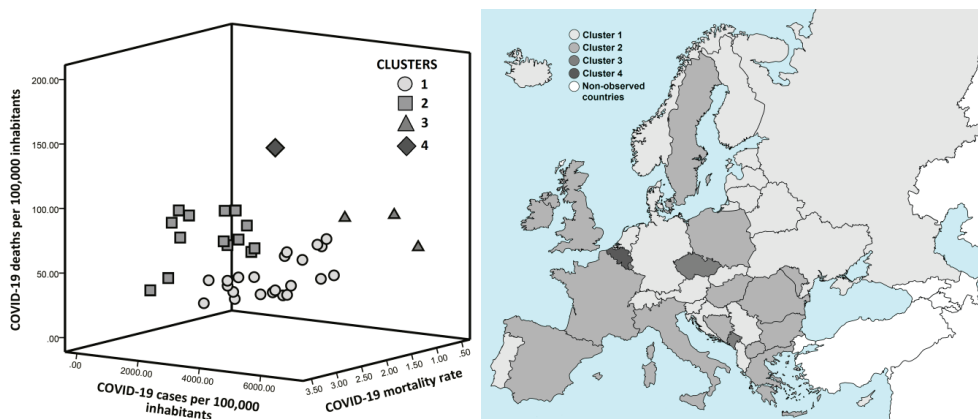 CLUSTERS
1
2
3
4
COVID-19 deaths per 100,000 inhabitants
200.00
150.00
100.00
50.00
.00
.00
2000.00
4000.00
6000.00
COVID-19 cases per 100,000
inhabitants
3.50
3.00
2.50
2.00
1.50
1.00
.50
COVID-19 mortality rate
Cluster 1
Cluster 2
Cluster 3
Cluster 4
Non-observed
countries